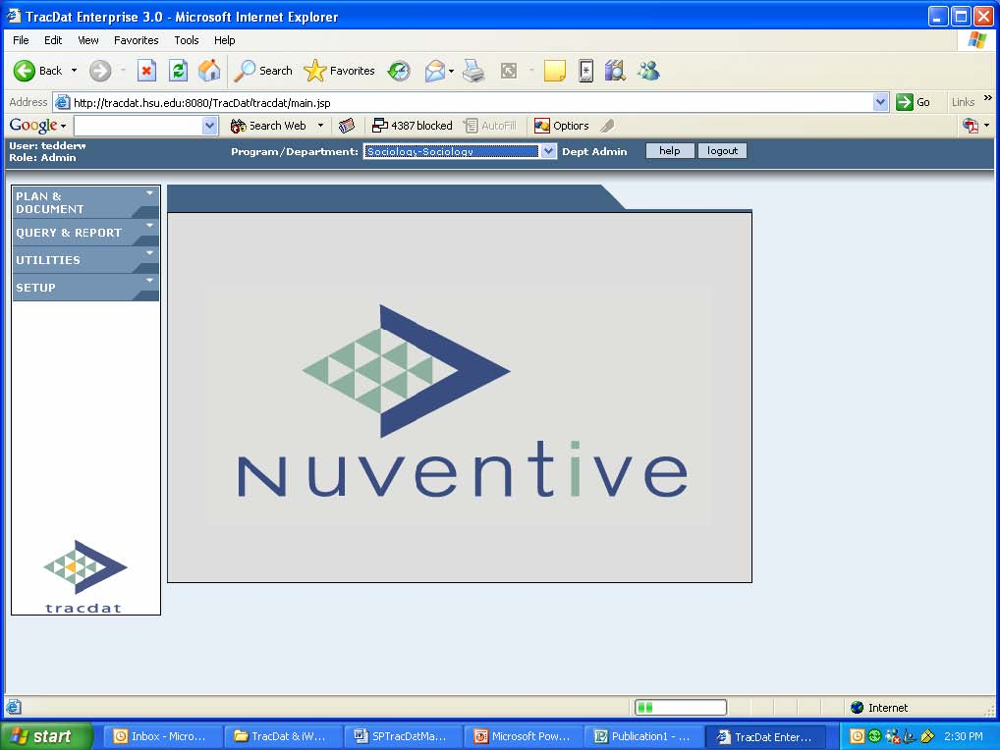 TracDat Enterprise 3.0 - Microsoft Internet Explorer
File Edit View Favorites Tools Help
Back Search Favorites
Address http://tracdat.hsu.edu:8080/TracDat/tracdat/main.jsp Go Links »
Google Search Web 4387 blocked AutoFill Options
User: tedderw
Role: Admin
Program/Department: Sociology-Sociology Dept Admin help logout
PLAN &
DOCUMENT
QUERY & REPORT
UTILITIES
SETUP
Nuventive
tracdat
Internet
start Inbox - Micro... TracDat & iW... SPTracDatMa... Microsoft Pow... Publication1 - ... TracDat Enter... 2:30 PM